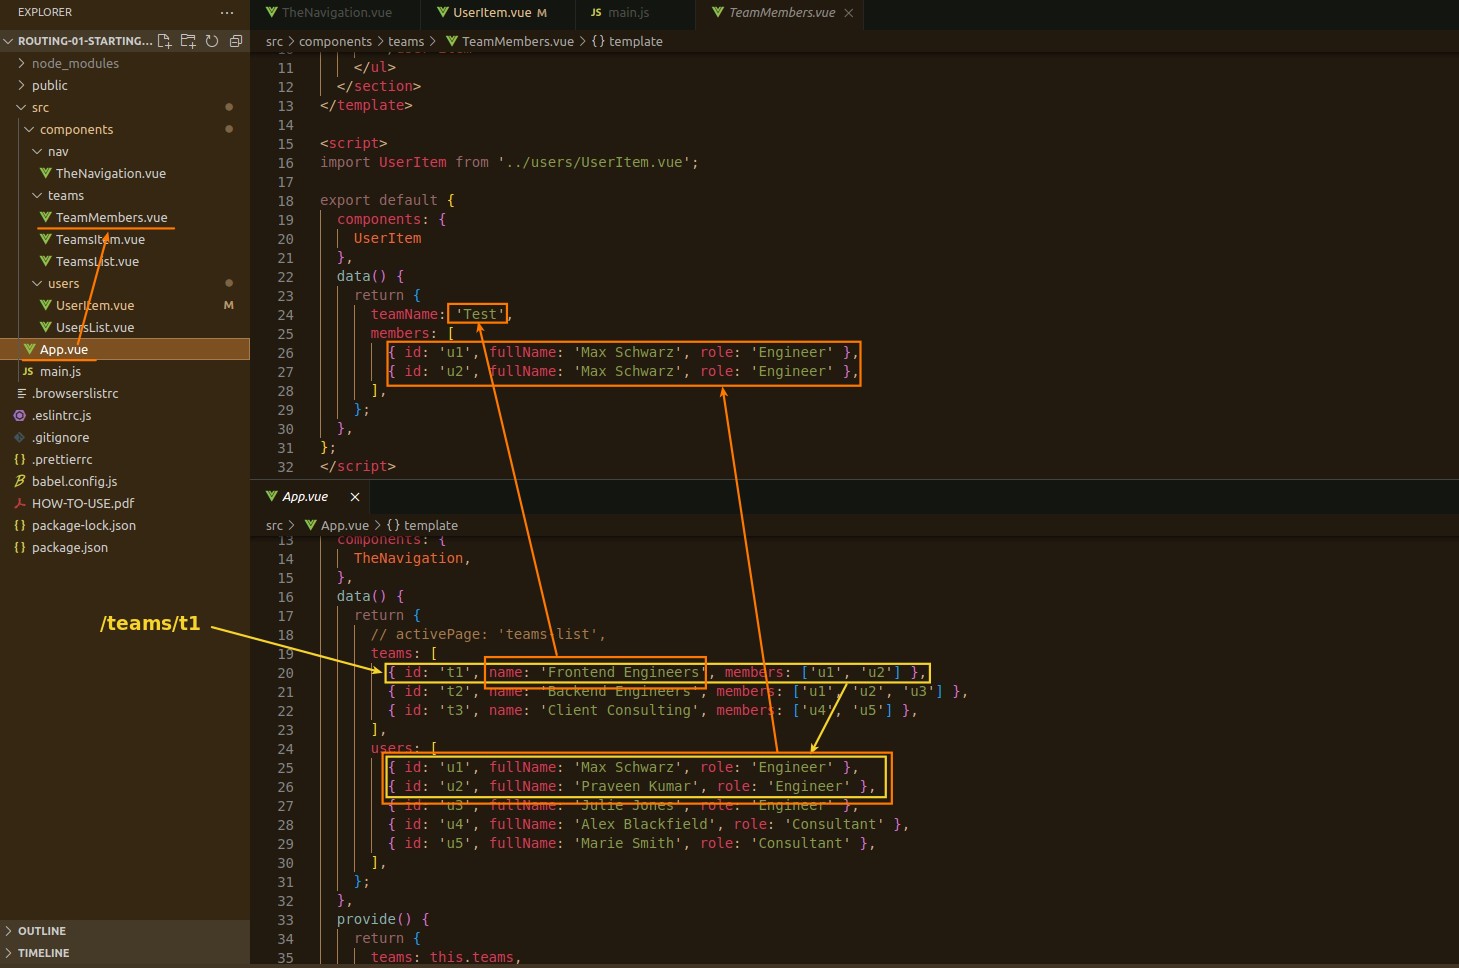 EXPLORER
ROUTING-01-STARTING...
node_modules
public
src
components
nav
TheNavigation.vue
teams
TeamMembers.vue
TeamsItem.vue
TeamsList.vue
users
UserItem.vue M
UsersList.vue
App.vue
JS main.js
.browserslistrc
.eslintrc.js
.gitignore
{} .prettierrc
babel.config.js
HOW-TO-USE.pdf
{} package-lock.json
{} package.json
/teams/t1
OUTLINE
TIMELINE
TheNavigation.vue UserItem.vue M JS main.js TeamMembers.vue
src > components > teams > TeamMembers.vue > {} template
11 </ul>
12 </section>
13 </template>
14
15 <script>
16 import UserItem from '../users/UserItem.vue';
17
18 export default {
19 components: {
20 UserItem
21 },
22 data() {
23 return {
24 teamName: 'Test',
25 members: [
26 { id: 'u1', fullName: 'Max Schwarz', role: 'Engineer' },
27 { id: 'u2', fullName: 'Max Schwarz', role: 'Engineer' },
28 ],
29 };
30 },
31 };
32 </script>
App.vue
src > App.vue > {} template
13 components: {
14 TheNavigation,
15 },
16 data() {
17 return {
18 // activePage: 'teams-list',
19 teams: [
20 { id: 't1', name: 'Frontend Engineers', members: ['u1', 'u2'] },
21 { id: 't2', name: 'Backend Engineers', members: ['u1', 'u2', 'u3'] },
22 { id: 't3', name: 'Client Consulting', members: ['u4', 'u5'] },
23 ],
24 users: [
25 { id: 'u1', fullName: 'Max Schwarz', role: 'Engineer' },
26 { id: 'u2', fullName: 'Praveen Kumar', role: 'Engineer' },
27 { id: 'u3', fullName: 'Julie Jones', role: 'Engineer' },
28 { id: 'u4', fullName: 'Alex Blackfield', role: 'Consultant' },
29 { id: 'u5', fullName: 'Marie Smith', role: 'Consultant' },
30 ],
31 };
32 },
33 provide() {
34 return {
35 teams: this.teams,